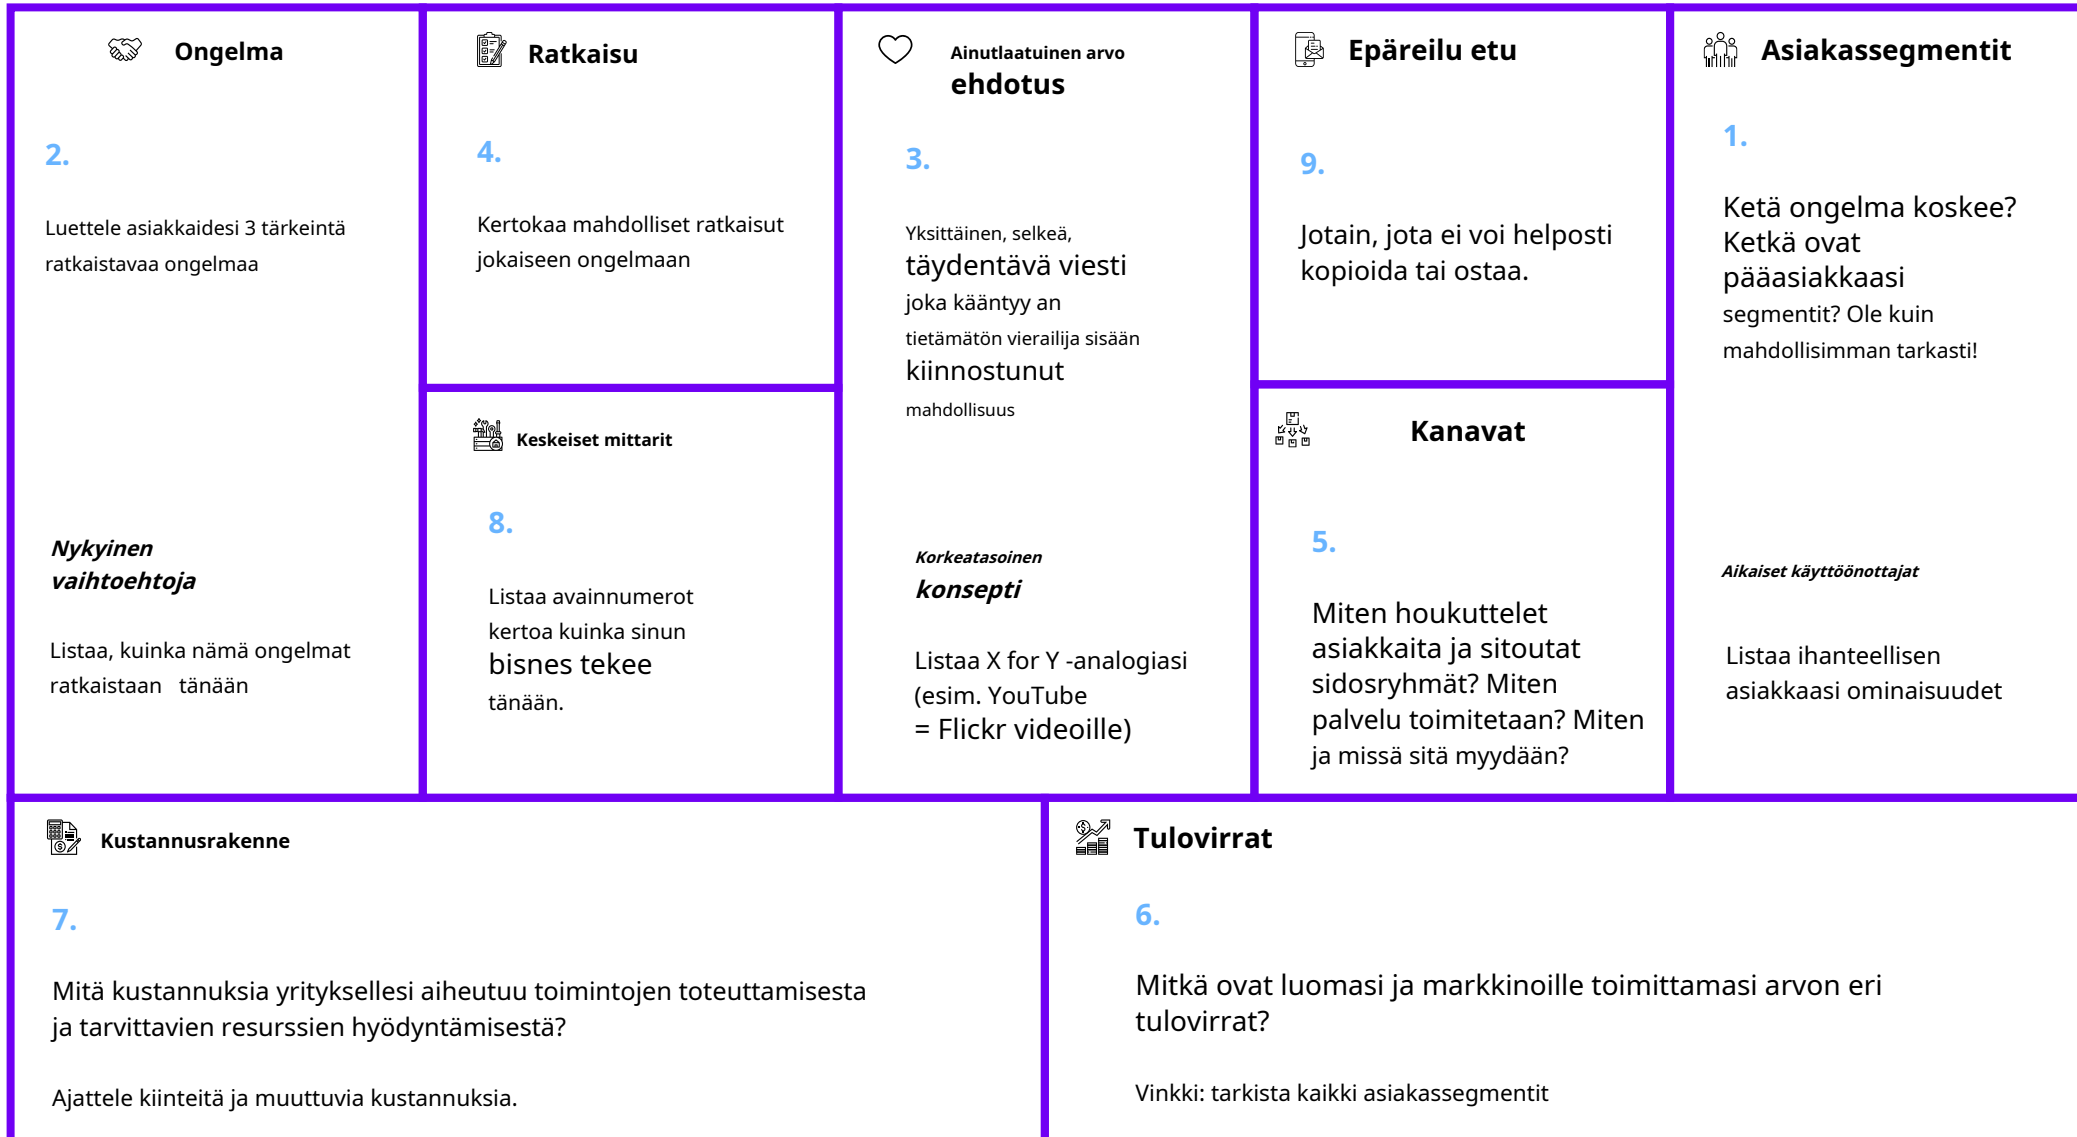 Ongelma
2.
Luettele asiakkaidesi 3 tärkeintä
ratkaistavaa ongelmaa
Nykyinen
vaihtoehtoja
Listaa, kuinka nämä ongelmat
ratkaistaan tänään
Ratkaisu
4.
Kertokaa mahdolliset ratkaisut
jokaiseen ongelmaan
Keskeiset mittarit
8.
Listaa avainnumerot
kertoa kuinka sinun
bisnes tekee
tänään.
Ainutlaatuinen arvo
ehdotus
3.
Yksittäinen, selkeä,
täydentävä viesti
joka kääntyy an
tietämätön vierailija sisään
kiinnostunut
mahdollisuus
Korkeatasoinen
konsepti
Listaa X for Y -analogiasi
(esim. YouTube
= Flickr videoille)
Epäreilu etu
9.
Jotain, jota ei voi helposti
kopioida tai ostaa.
Kanavat
5.
Miten houkuttelet
asiakkaita ja sitoutat
sidosryhmät? Miten
palvelu toimitetaan? Miten
ja missä sitä myydään?
Asiakassegmentit
1.
Ketä ongelma koskee?
Ketkä ovat
pääasiakkaasi
segmentit? Ole kuin
mahdollisimman tarkasti!
Aikaiset käyttöönottajat
Listaa ihanteellisen
asiakkaasi ominaisuudet
Kustannusrakenne
7.
Mitä kustannuksia yrityksellesi aiheutuu toimintojen toteuttamisesta
ja tarvittavien resurssien hyödyntämisestä?
Ajattele kiinteitä ja muuttuvia kustannuksia.
Tulovirrat
6.
Mitkä ovat luomasi ja markkinoille toimittamasi arvon eri
tulovirrat?
Vinkki: tarkista kaikki asiakassegmentit